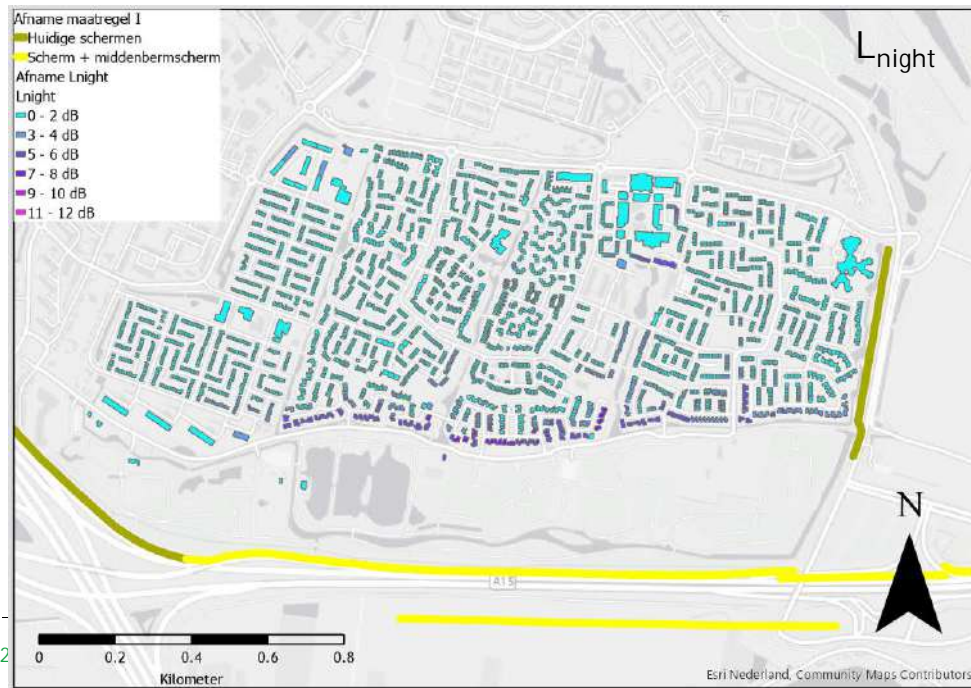 Afname maatregel 1
Huidige schermen
Scherm + middenbermscherm
Afname Lnight
Lnight
0 - 2 dB
3 - 4 dB
5 - 6 dB
7 - 8 dB
9 - 10 dB
11 - 12 dB
Lnight
N
A15
2
0 0.2 0.4 0.6 0.8
Kilometer
Esri Nederland, Community Maps Contributors